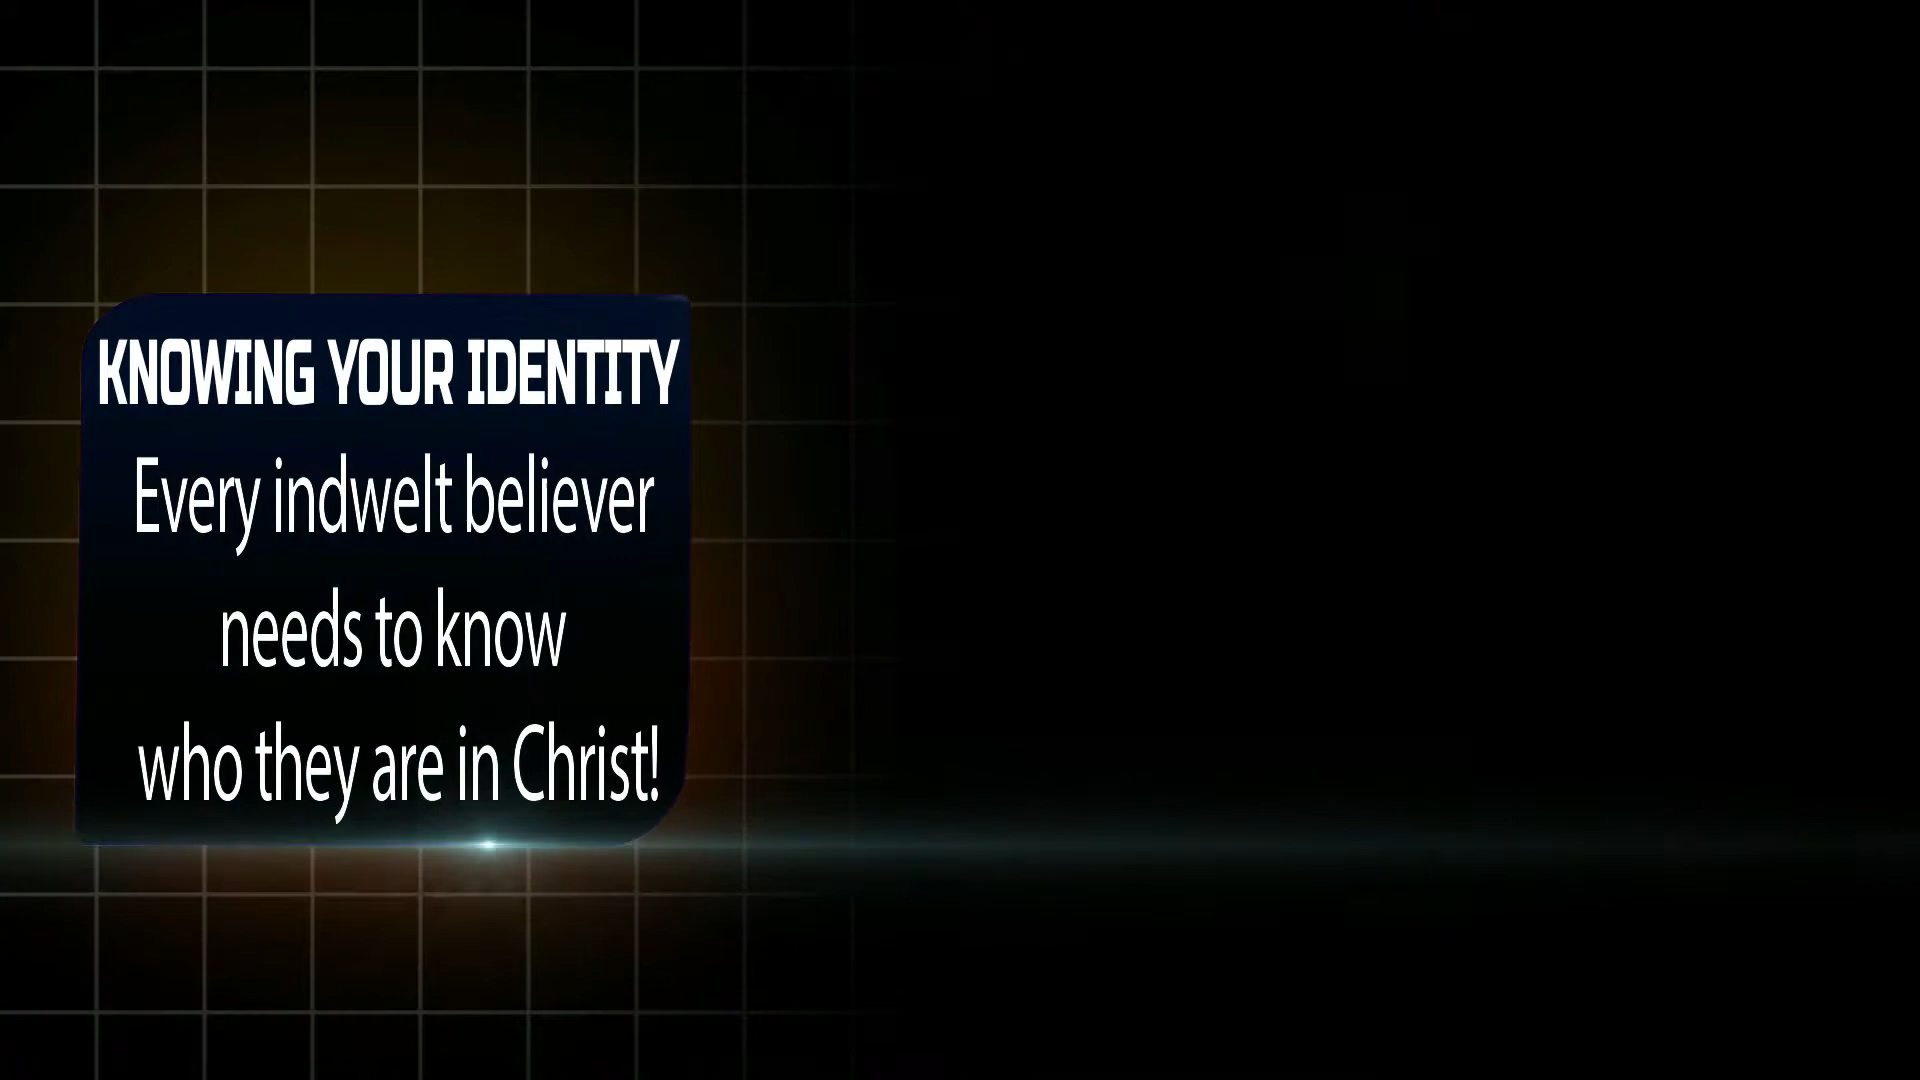 KNOWING YOUR IDENTITY
Every indwelt believer
needs to know
who they are in Christ!